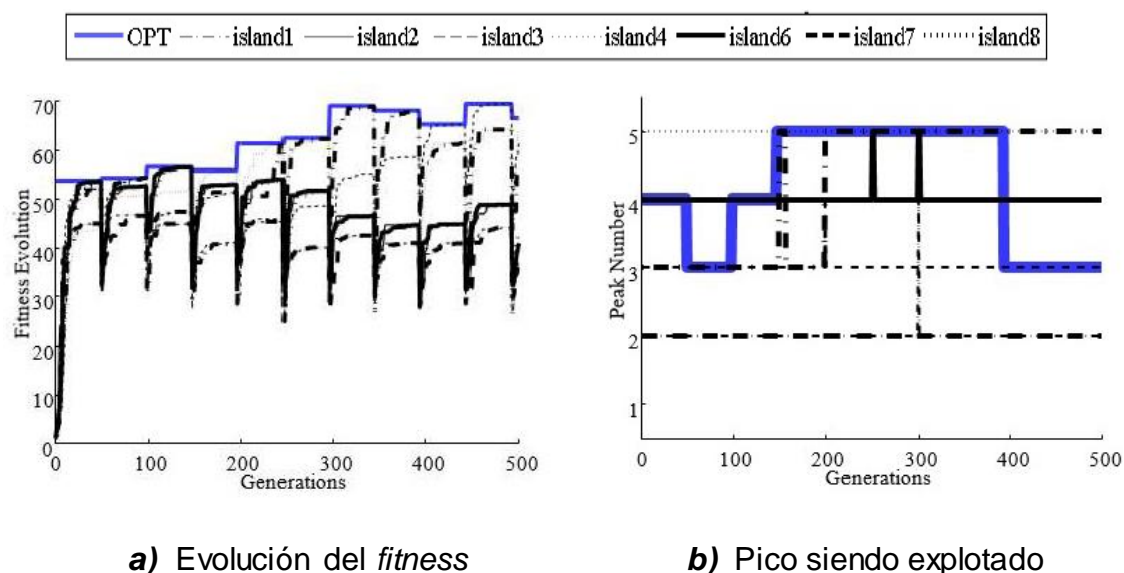 OPT island1 island2 island3 island4 island6 island7 island8
70
60
50
40
30
20
10
0
Fitness Evolution
0 100 200 300 400 500
Generations
5
4
3
2
1
Peak Number
0 100 200 300 400 500
Generations
a) Evolución del fitness
b) Pico siendo explotado